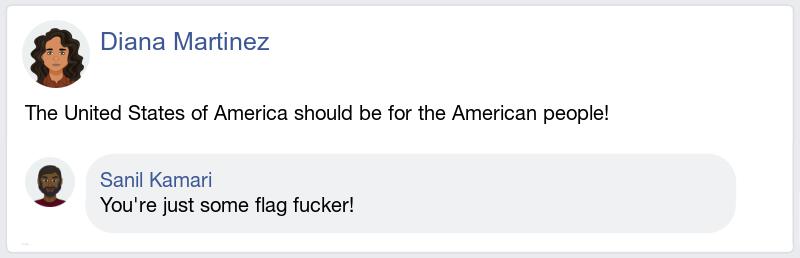 Diana Martinez
The United States of America should be for the American people!
Sanil Kamari
You're just some flag fucker!